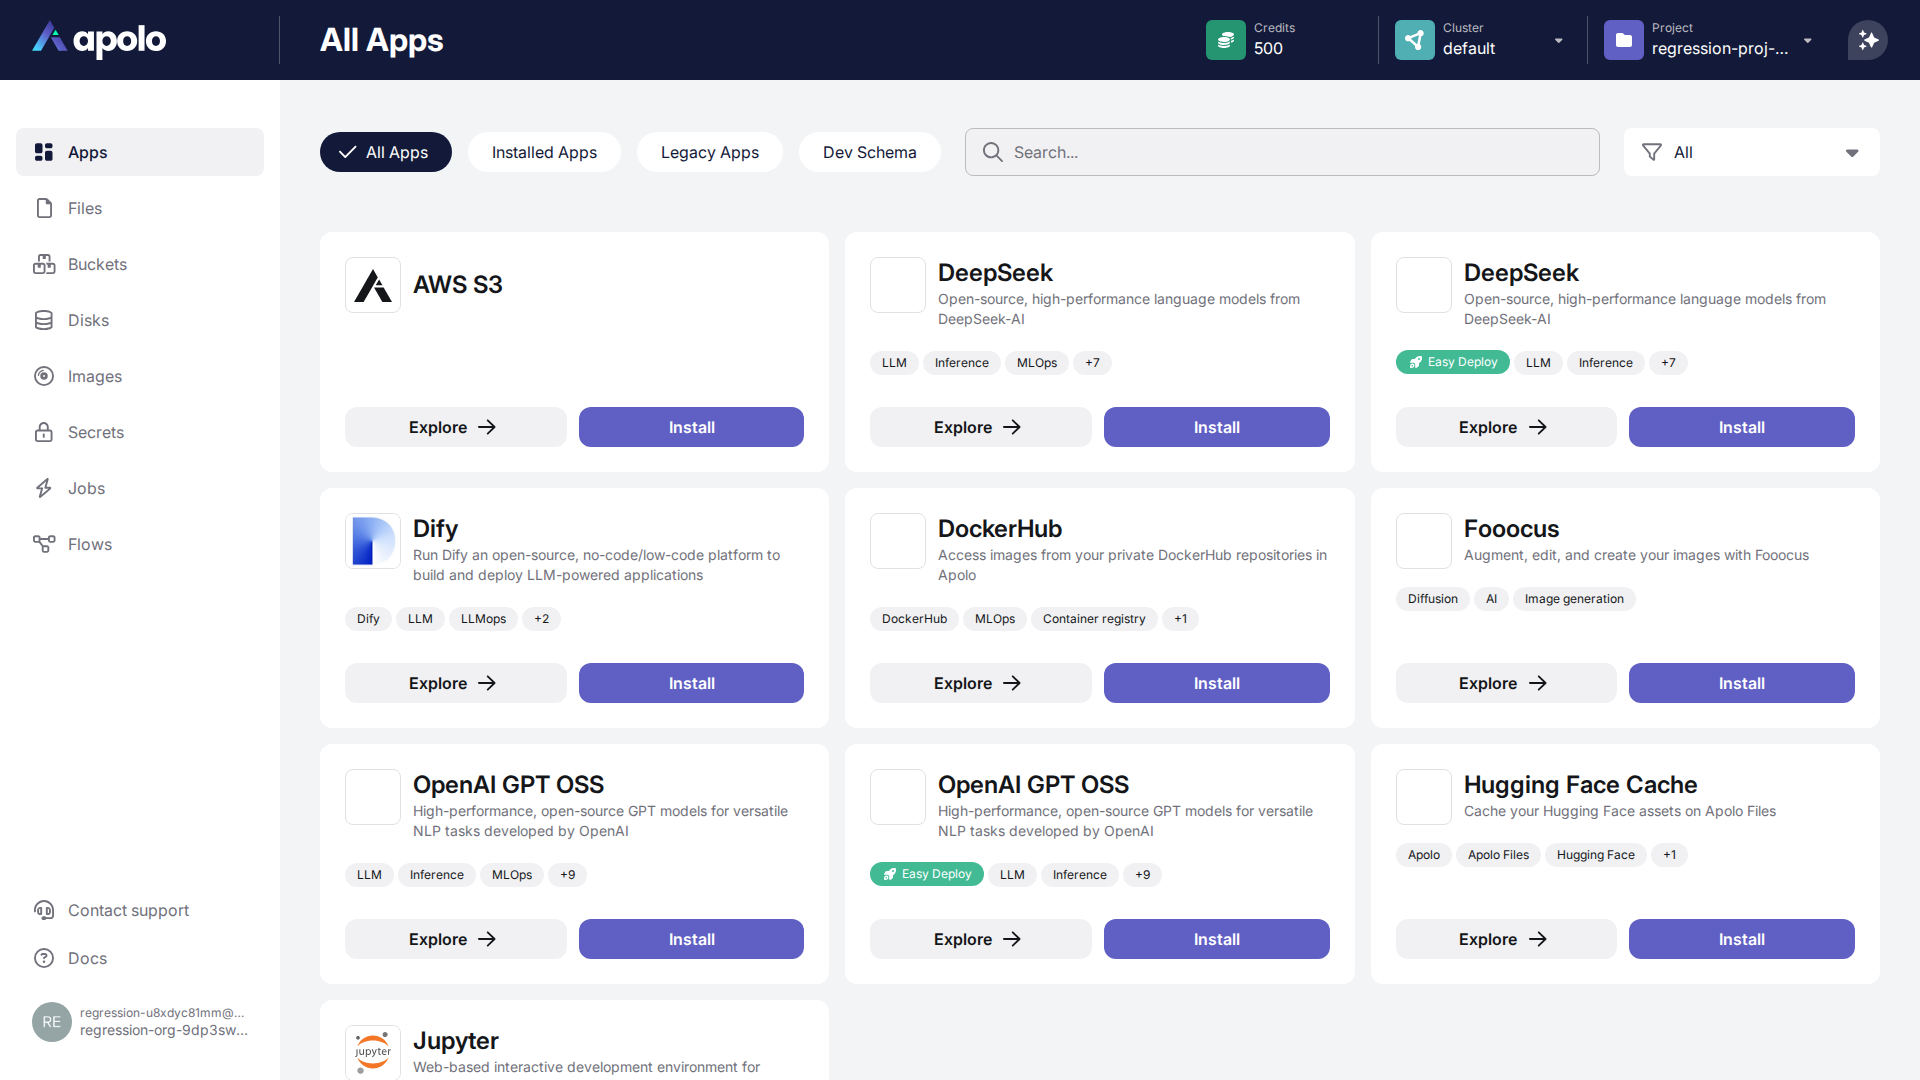 apolo
All Apps
Credits
500
Cluster
default
Project
regression-proj-...
Apps
Files
Buckets
Disks
Images
Secrets
Jobs
Flows
Contact support
Docs
RE
regression-u8xdyc81mm@...
regression-org-9dp3sw...
All Apps
Installed Apps
Legacy Apps
Dev Schema
Search...
All
AWS S3
Explore
Install
DeepSeek
Open-source, high-performance language models from
DeepSeek-AI
LLM
Inference
MLOps
+7
Explore
Install
DeepSeek
Open-source, high-performance language models from
DeepSeek-AI
Easy Deploy
LLM
Inference
+7
Explore
Install
Dify
Run Dify an open-source, no-code/low-code platform to
build and deploy LLM-powered applications
Dify
LLM
LLMops
+2
Explore
Install
DockerHub
Access images from your private DockerHub repositories in
Apolo
DockerHub
MLOps
Container registry
+1
Explore
Install
Fooocus
Augment, edit, and create your images with Fooocus
Diffusion
AI
Image generation
Explore
Install
OpenAI GPT OSS
High-performance, open-source GPT models for versatile
NLP tasks developed by OpenAI
LLM
Inference
MLOps
+9
Explore
Install
OpenAI GPT OSS
High-performance, open-source GPT models for versatile
NLP tasks developed by OpenAI
Easy Deploy
LLM
Inference
+9
Explore
Install
Hugging Face Cache
Cache your Hugging Face assets on Apolo Files
Apolo
Apolo Files
Hugging Face
+1
Explore
Install
jupyter
Jupyter
Web-based interactive development environment for